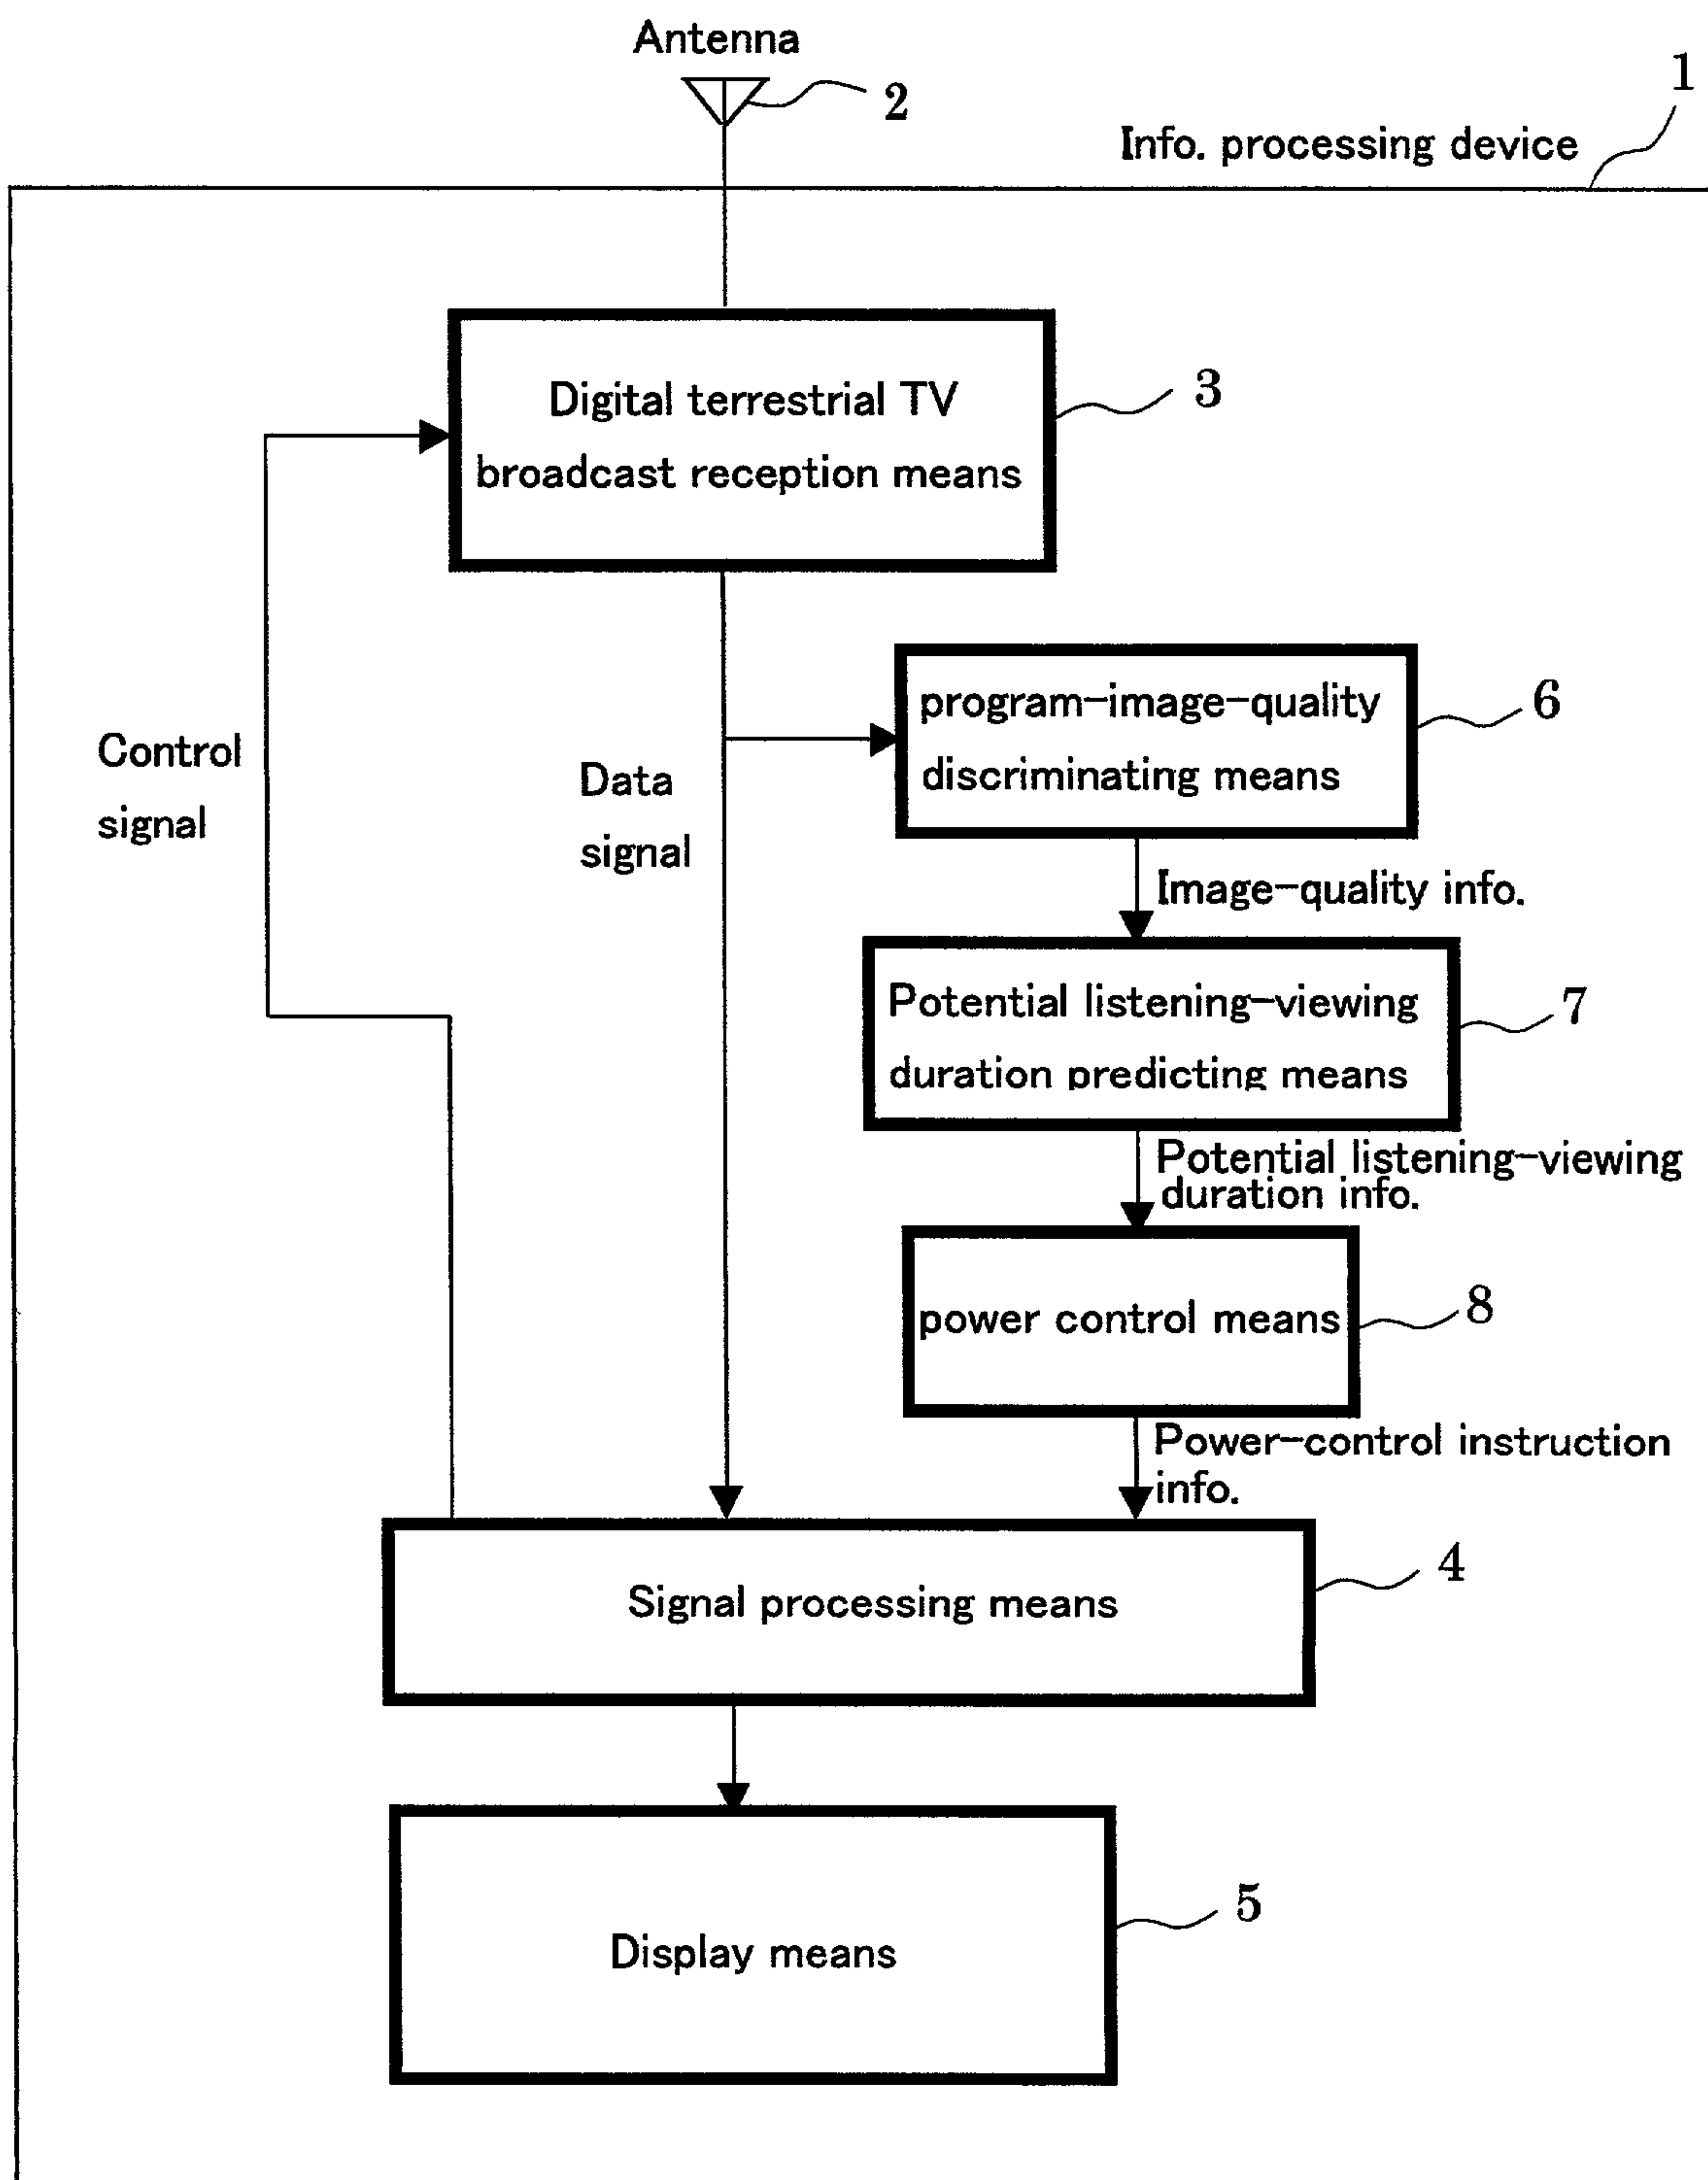 Antenna
2
1
Info. processing device
Digital terrestrial TV
broadcast reception means
3
program-image-quality
discriminating means
6
Control
signal
Data
signal
Image-quality info.
Potential listening-viewing
duration predicting means
7
Potential listening-viewing
duration info.
power control means
8
Power-control instruction
info.
Signal processing means
4
Display means
5